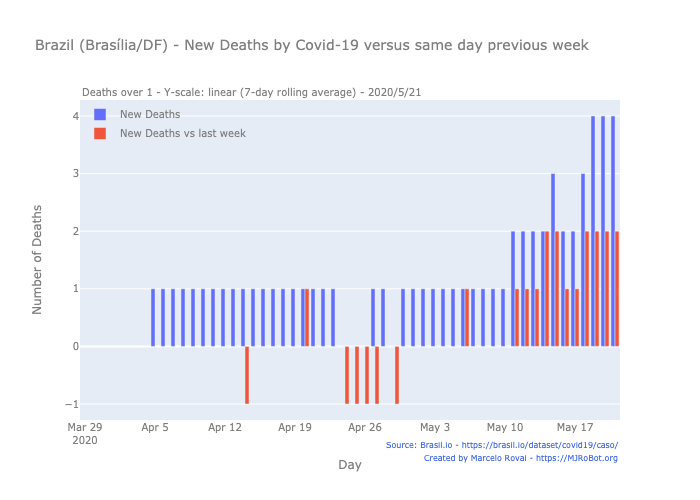 Brazil (Brasília/DF) - New Deaths by Covid-19 versus same day previous week
Deaths over 1 - Y-scale: linear (7-day rolling average) - 2020/5/21
New Deaths
New Deaths vs last week
4
3
2
1
0
−1
Number of Deaths
Mar 29 Apr 5 Apr 12 Apr 19 Apr 26 May 3 May 10 May 17
2020
Day
Source: Brasil.io - https://brasil.io/dataset/covid19/caso/
Created by Marcelo Rovai - https://MJRoBot.org